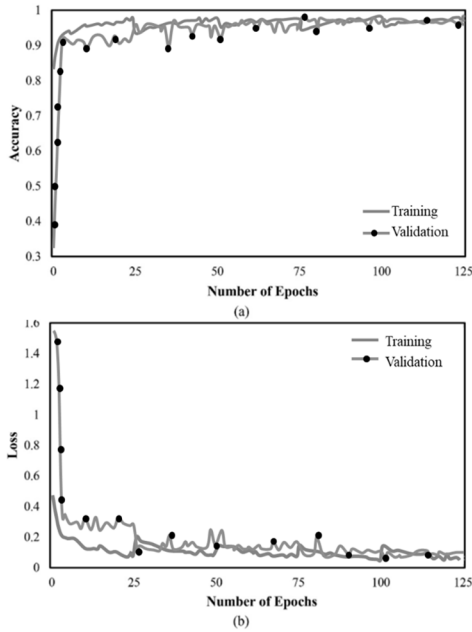 1
0.9
0.8
0.7
0.6
0.5
0.4
0.3
Accuracy
Training
Validation
0 25 50 75 100 125
Number of Epochs
(a)
1.6
1.4
1.2
1
0.8
0.6
0.4
0.2
0
Loss
Training
Validation
0 25 50 75 100 125
Number of Epochs
(b)